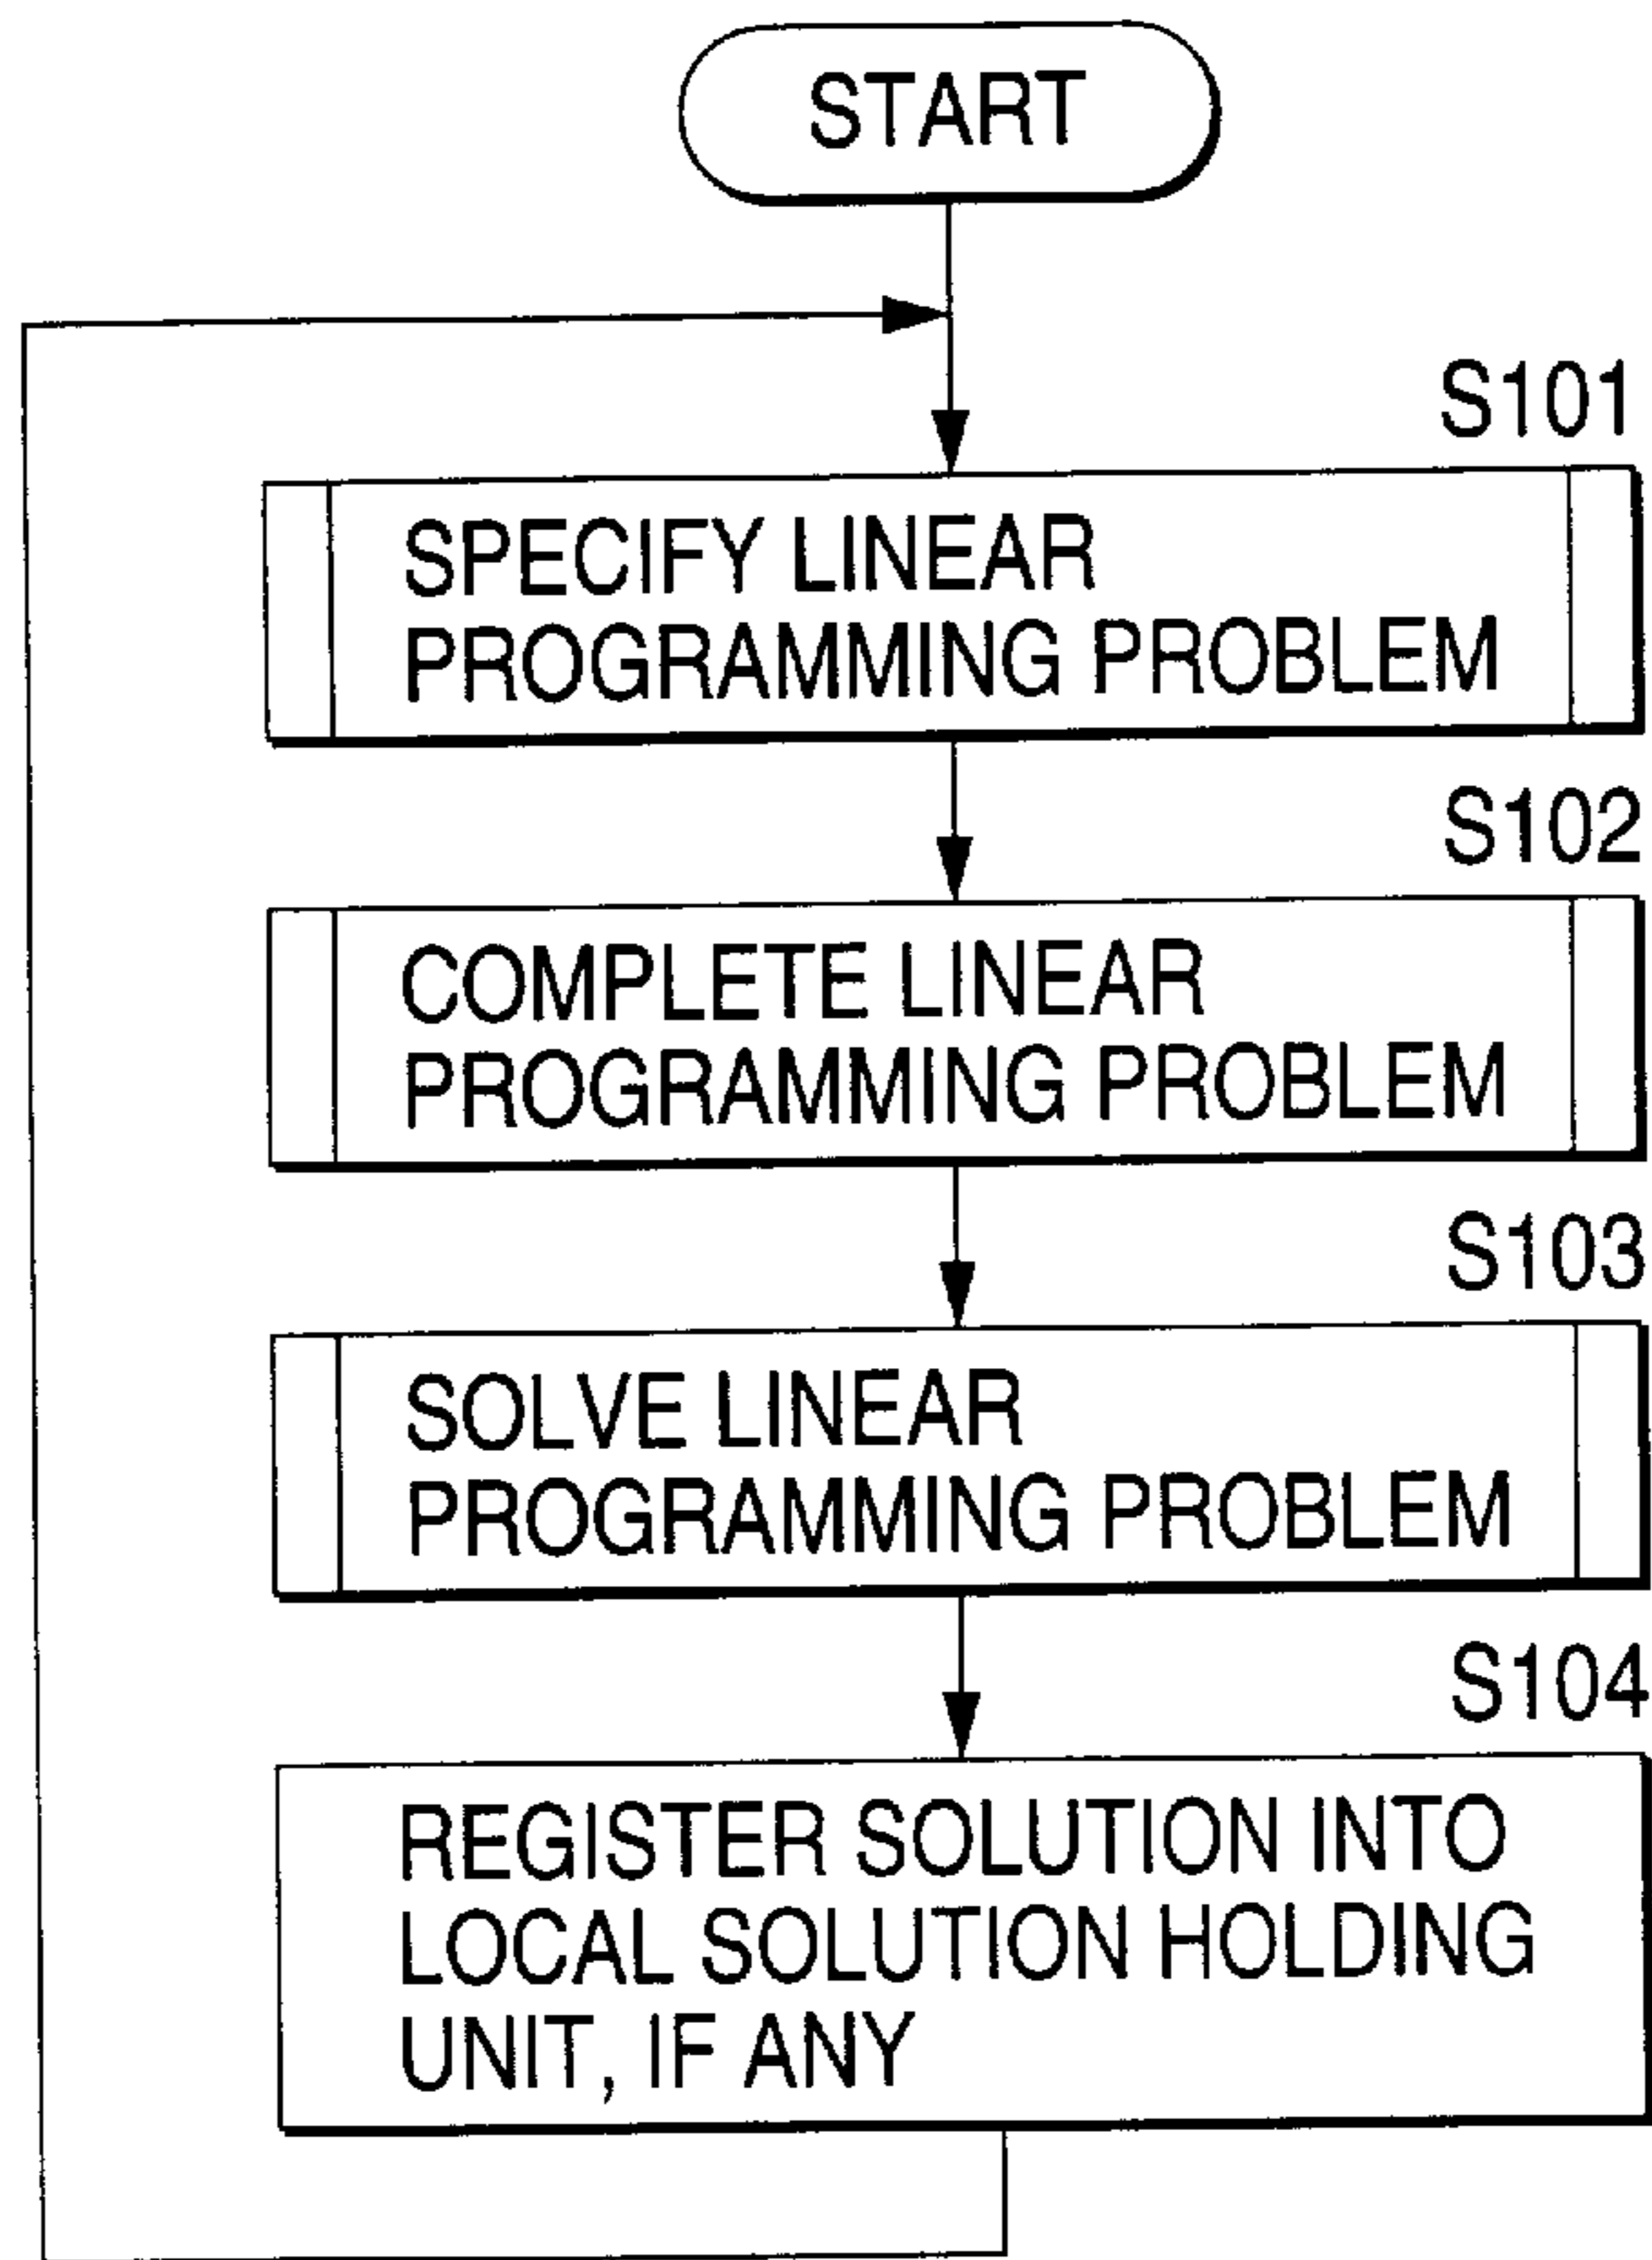 START
S101
SPECIFY LINEAR
PROGRAMMING PROBLEM
S102
COMPLETE LINEAR
PROGRAMMING PROBLEM
S103
SOLVE LINEAR
PROGRAMMING PROBLEM
S104
REGISTER SOLUTION INTO
LOCAL SOLUTION HOLDING
UNIT, IF ANY